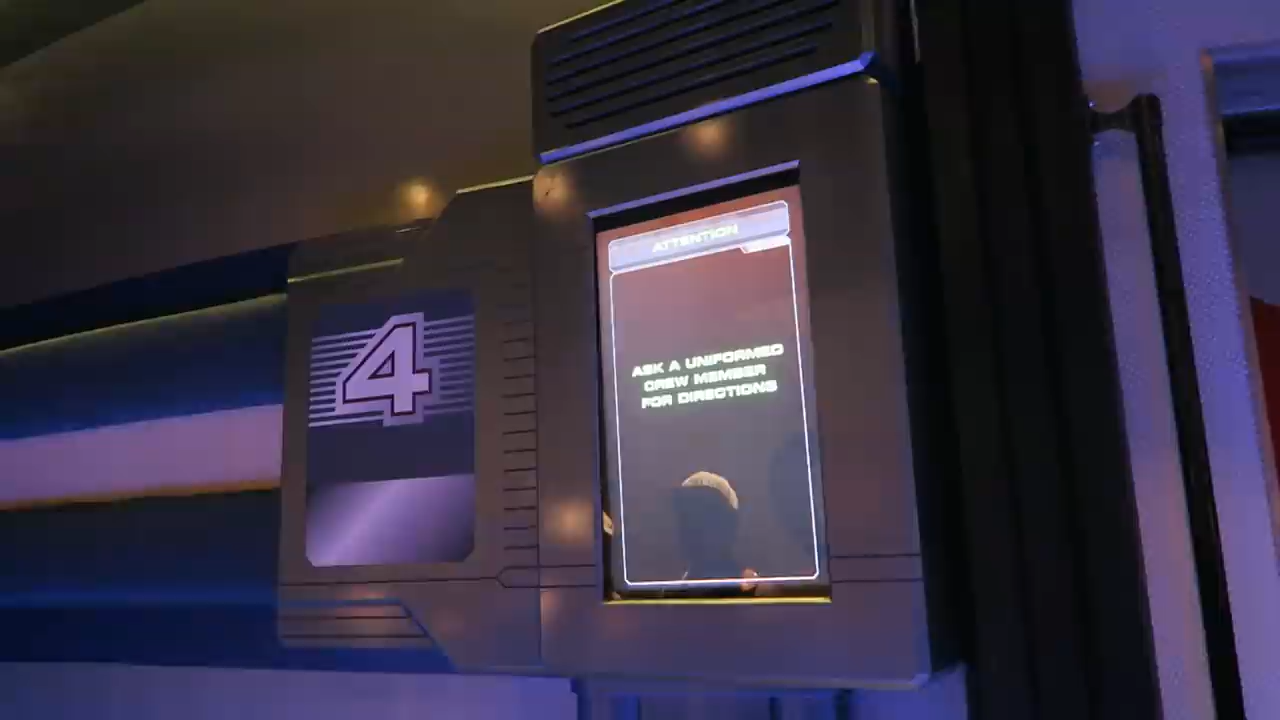 4
ATTENTION
ASK A UNIFORMED
CREW MEMBER
FOR DIRECTIONS